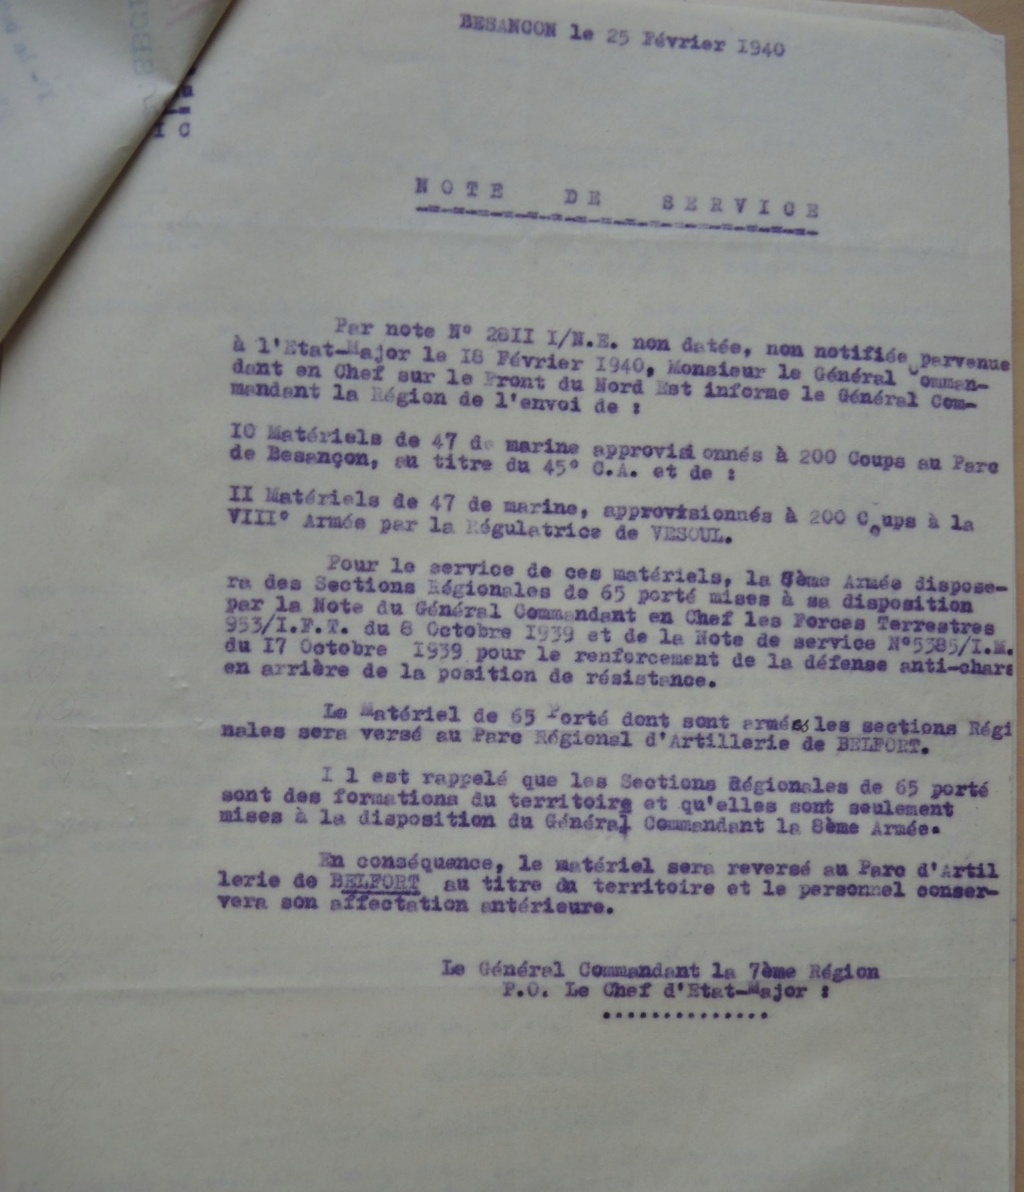 BESANCON le 25 Février 1940
I C
NOTE DE SERVICE
Par note N° 28II I/N.E. non datée, non notifiée parvenue
à l'Etat-Major le I8 Février I940, Monsieur le Général Comman-
dant en Chef sur le Front du Nord Est informe le Général Com-
mandant la Région de l'envoi de :
IO Matériels de 47 de marine approvisionnés à 200 Coups au Parc
de Besançon, au titre du 45° C.A. et de :
II Matériels de 47 de marine, approvisionnés à 200 Coups à la
VIII° Armée par la Régulatrice de VESOUL.
Pour le service de ces matériels, la 8ème Armée dispose-
ra des Sections Régionales de 65 porté mises à sa disposition
par la Note du Général Commandant en Chef les Forces Terrestres
953/I.F.T. du 8 Octobre I939 et de la Note de service N°5385/I.M.
du I7 Octobre I939 pour le renforcement de la défense anti-chars
en arrière de la position de résistance.
Le Matériel de 65 Porté dont sont armées les sections Régi
nales sera versé au Parc Régional d'Artillerie de BELFORT.
I l est rappelé que les Sections Régionales de 65 porté
sont des formations du territoire et qu'elles sont seulement
mises à la disposition du Général Commandant la 8ème Armée.
En conséquence, le matériel sera reversé au Parc d'Artil
lerie de BELFORT au titre du territoire et le personnel conser-
vera son affectation antérieure.
Le Général Commandant la 7ème Région
P.O. Le Chef d'Etat-Major :
..............